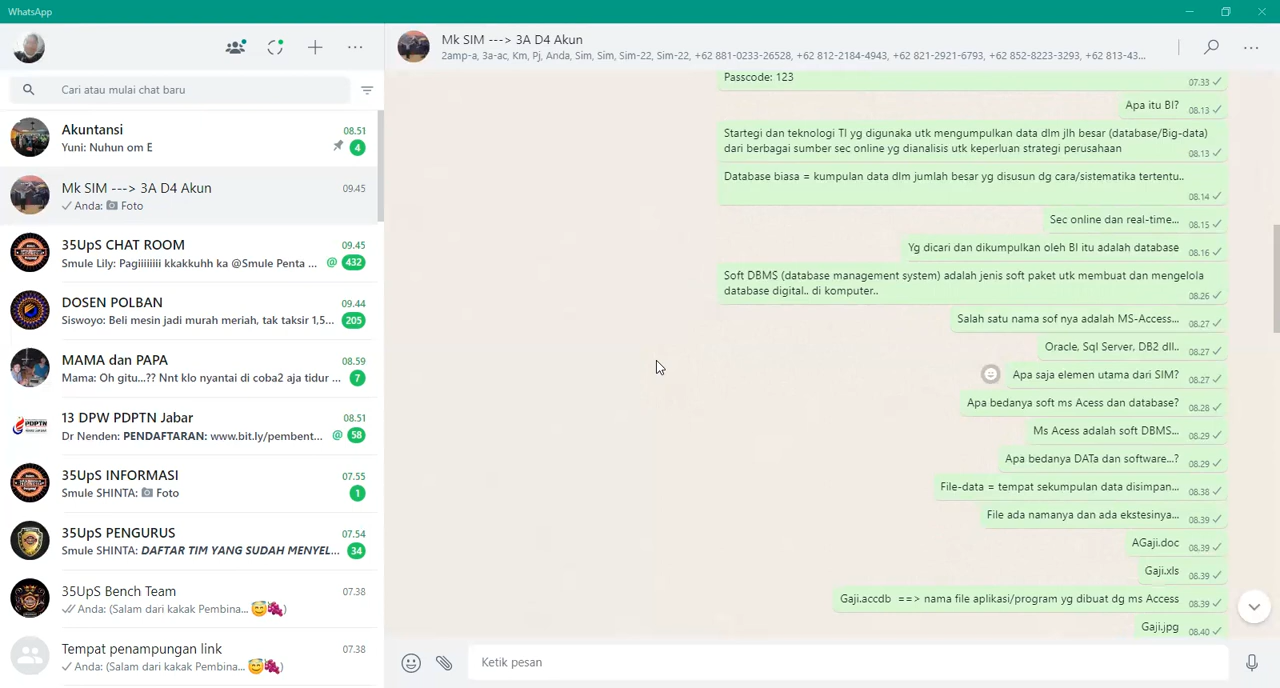 WhatsApp
Cari atau mulai chat baru
Akuntansi
08.51
Yuni: Nuhun om E
4
Mk SIM ---> 3A D4 Akun
09.45
Anda: Foto
35UpS CHAT ROOM
09.45
Smule Lily: Pagiiiiiiii kkakkuhh ka @Smule Penta ...
@ 432
DOSEN POLBAN
09.44
Siswoyo: Beli mesin jadi murah meriah, tak taksir 1,5...
205
MAMA dan PAPA
08.59
Mama: Oh gitu...?? Nnt klo nyantai di coba2 aja tidur ...
7
13 DPW PDPTN Jabar
08.51
Dr Nenden: PENDAFTARAN: www.bit.ly/pembent...
@ 58
35UpS INFORMASI
07.55
Smule SHINTA: Foto
1
35UpS PENGURUS
07.54
Smule SHINTA: DAFTAR TIM YANG SUDAH MENYEL...
34
35UpS Bench Team
07.38
Anda: (Salam dari kakak Pembina... 😇🍇)
Tempat penampungan link
07.38
Anda: (Salam dari kakak Pembina... 😇🍇)
Mk SIM ---> 3A D4 Akun
2amp-a, 3a-ac, Km, Pj, Anda, Sim, Sim-22, Sim-22, +62 881-0233-26528, +62 812-2184-4943, +62 821-2921-6793, +62 852-8223-3293, +62 813-43...
Passcode: 123
07.33
Apa itu BI?
08.13
Startegi dan teknologi TI yg digunaka utk mengumpulkan data dlm jlh besar (database/Big-data)
dari berbagai sumber sec online yg dianalisis utk keperluan strategi perusahaan
08.13
Database biasa = kumpulan data dlm jumlah besar yg disusun dg cara/sistematika tertentu..
08.14
Sec online dan real-time...
08.15
Yg dicari dan dikumpulkan oleh BI itu adalah database
08.16
Soft DBMS (database management system) adalah jenis soft paket utk membuat dan mengelola
database digital.. di komputer..
08.26
Salah satu nama sof nya adalah MS-Access...
08.27
Oracle, Sql Server, DB2 dll..
08.27
Apa saja elemen utama dari SIM?
08.27
Apa bedanya soft ms Acess dan database?
08.28
Ms Acess adalah soft DBMS...
08.29
Apa bedanya DATa dan software...?
08.29
File-data = tempat sekumpulan data disimpan...
08.38
File ada namanya dan ada ekstesinya...
08.39
AGaji.doc
08.39
Gaji.xls
08.39
Gaji.accdb ==> nama file aplikasi/program yg dibuat dg ms Access
08.39
Gaji.jpg
08.40
Ketik pesan